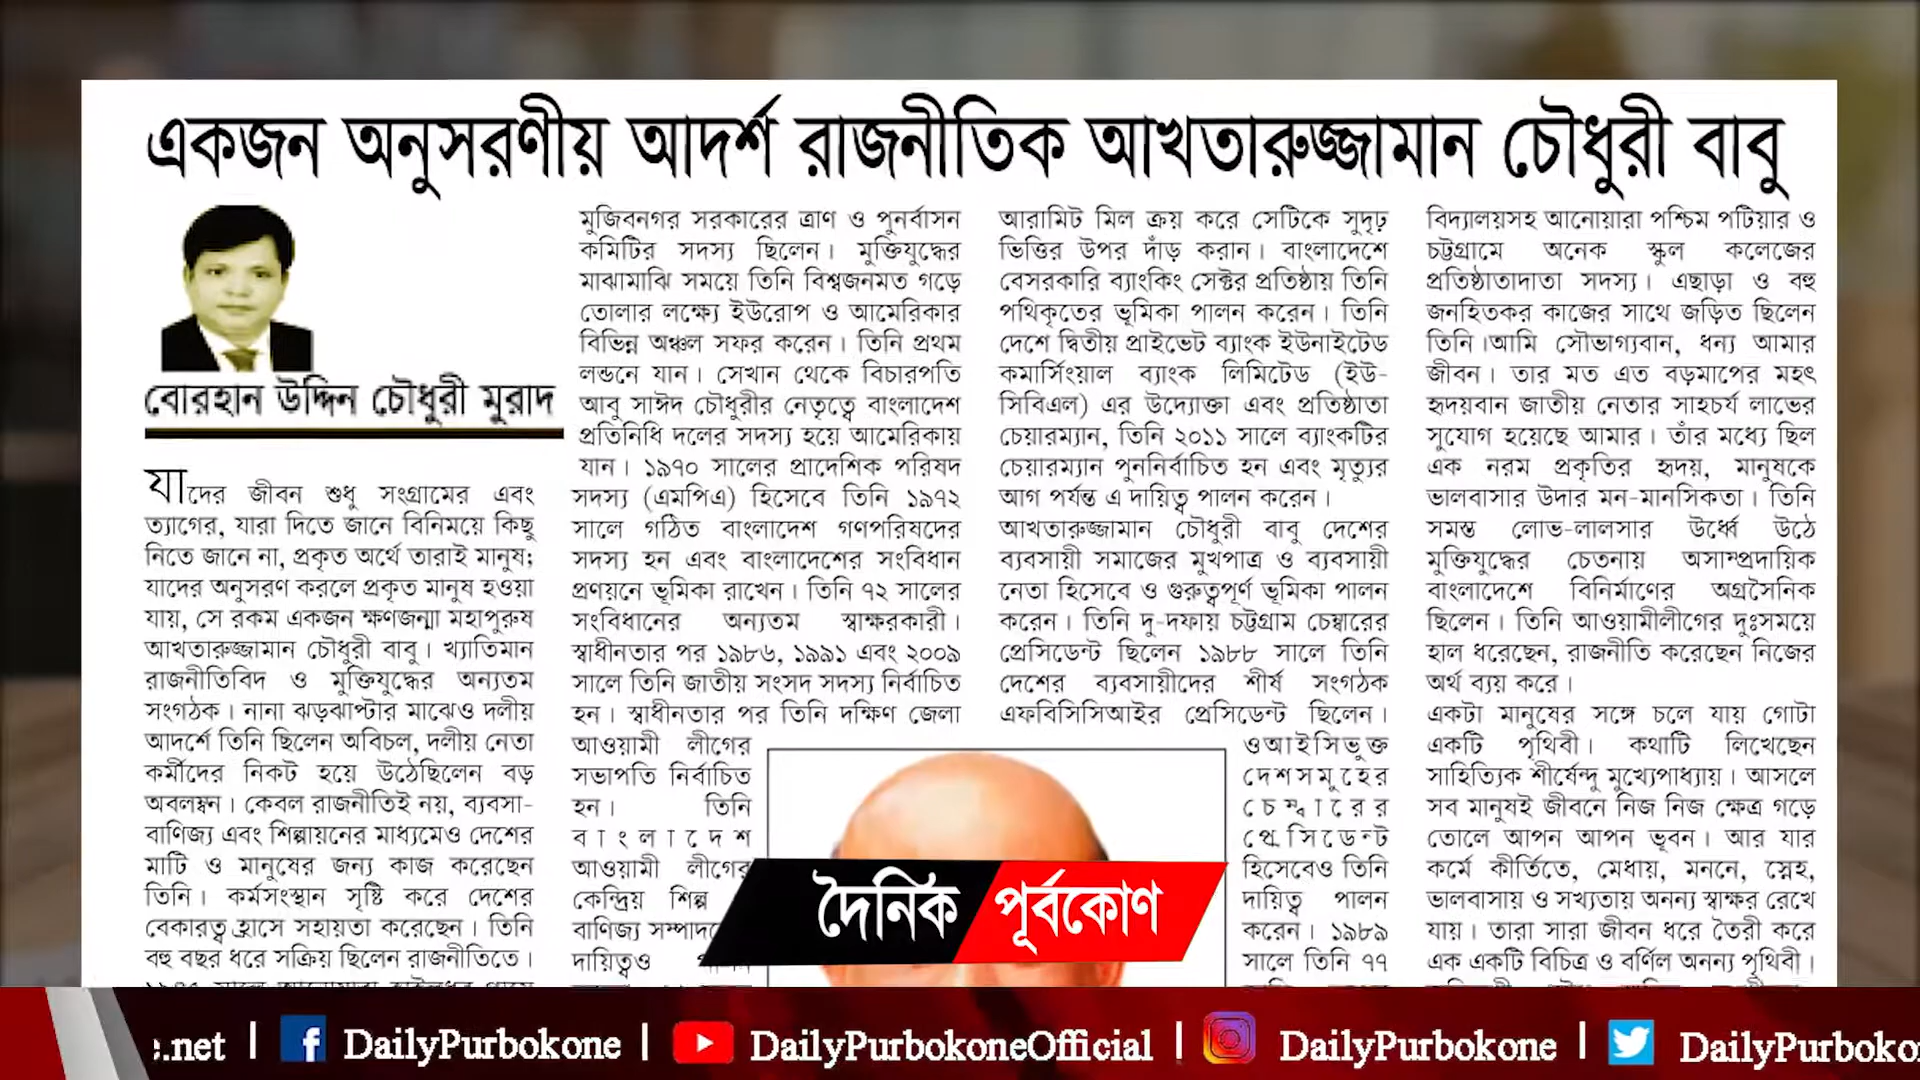 একজন অনুসরণীয় আদর্শ রাজনীতিক আখতারুজ্জামান চৌধুরী বাবু
বোরহান উদ্দিন চৌধুরী মুরাদ
যাদের জীবন শুধু সংগ্রামের এবং
ত্যাগের, যারা দিতে জানে বিনিময়ে কিছু
নিতে জানে না, প্রকৃত অর্থে তারাই মানুষ;
যাদের অনুসরণ করলে প্রকৃত মানুষ হওয়া
যায়, সে রকম একজন ক্ষণজন্মা মহাপুরুষ
আখতারুজ্জামান চৌধুরী বাবু। খ্যাতিমান
রাজনীতিবিদ ও মুক্তিযুদ্ধের অন্যতম
সংগঠক। নানা ঝড়ঝাপ্টার মাঝেও দলীয়
আদর্শে তিনি ছিলেন অবিচল, দলীয় নেতা
কর্মীদের নিকট হয়ে উঠেছিলেন বড়
অবলম্বন। কেবল রাজনীতিই নয়, ব্যবসা-
বাণিজ্য এবং শিল্পায়নের মাধ্যমেও দেশের
মাটি ও মানুষের জন্য কাজ করেছেন
তিনি। কর্মসংস্থান সৃষ্টি করে দেশের
বেকারত্ব হ্রাসে সহায়তা করেছেন। তিনি
বহু বছর ধরে সক্রিয় ছিলেন রাজনীতিতে।
মুজিবনগর সরকারের ত্রাণ ও পুনর্বাসন
কমিটির সদস্য ছিলেন। মুক্তিযুদ্ধের
মাঝামাঝি সময়ে তিনি বিশ্বজনমত গড়ে
তোলার লক্ষ্যে ইউরোপ ও আমেরিকার
বিভিন্ন অঞ্চল সফর করেন। তিনি প্রথম
লন্ডনে যান। সেখান থেকে বিচারপতি
আবু সাঈদ চৌধুরীর নেতৃত্বে বাংলাদেশ
প্রতিনিধি দলের সদস্য হয়ে আমেরিকায়
যান। ১৯৭০ সালের প্রাদেশিক পরিষদ
সদস্য (এমপিএ) হিসেবে তিনি ১৯৭২
সালে গঠিত বাংলাদেশ গণপরিষদের
সদস্য হন এবং বাংলাদেশের সংবিধান
প্রণয়নে ভূমিকা রাখেন। তিনি ৭২ সালের
সংবিধানের অন্যতম স্বাক্ষরকারী।
স্বাধীনতার পর ১৯৮৬, ১৯৯১ এবং ২০০৯
সালে তিনি জাতীয় সংসদ সদস্য নির্বাচিত
হন। স্বাধীনতার পর তিনি দক্ষিণ জেলা
আওয়ামী লীগের
সভাপতি নির্বাচিত
হন। তিনি
বাংলাদেশ
আওয়ামী লীগের
কেন্দ্রিয় শিল্প
বাণিজ্য
দায়িত্বও
আরামিট মিল ক্রয় করে সেটিকে সুদৃঢ়
ভিত্তির উপর দাঁড় করান। বাংলাদেশে
বেসরকারি ব্যাংকিং সেক্টর প্রতিষ্ঠায় তিনি
পথিকৃতের ভূমিকা পালন করেন। তিনি
দেশে দ্বিতীয় প্রাইভেট ব্যাংক ইউনাইটেড
কমার্সিংয়াল ব্যাংক লিমিটেড (ইউ-
সিবিএল) এর উদ্যোক্তা এবং প্রতিষ্ঠাতা
চেয়ারম্যান, তিনি ২০১১ সালে ব্যাংকটির
চেয়ারম্যান পুননির্বাচিত হন এবং মৃত্যুর
আগ পর্যন্ত এ দায়িত্ব পালন করেন।
আখতারুজ্জামান চৌধুরী বাবু দেশের
ব্যবসায়ী সমাজের মুখপাত্র ও ব্যবসায়ী
নেতা হিসেবে ও গুরুত্বপূর্ণ ভূমিকা পালন
করেন। তিনি দু-দফায় চট্টগ্রাম চেম্বারের
প্রেসিডেন্ট ছিলেন ১৯৮৮ সালে তিনি
দেশের ব্যবসায়ীদের শীর্ষ সংগঠক
এফবিসিসিআইর প্রেসিডেন্ট ছিলেন।
ওআইসিভুক্ত
দেশসমুহের
চেম্বারের
প্রেসিডেন্ট
হিসেবেও তিনি
দায়িত্ব পালন
করেন। ১৯৮৯
সালে তিনি ৭৭
বিদ্যালয়সহ আনোয়ারা পশ্চিম পটিয়ার ও
চট্টগ্রামে অনেক স্কুল কলেজের
প্রতিষ্ঠাতাদাতা সদস্য। এছাড়া ও বহু
জনহিতকর কাজের সাথে জড়িত ছিলেন
তিনি।আমি সৌভাগ্যবান, ধন্য আমার
জীবন। তার মত এত বড়মাপের মহৎ
হৃদয়বান জাতীয় নেতার সাহচর্য লাভের
সুযোগ হয়েছে আমার। তাঁর মধ্যে ছিল
এক নরম প্রকৃতির হৃদয়, মানুষকে
ভালবাসার উদার মন-মানসিকতা। তিনি
সমস্ত লোভ-লালসার উর্ধ্বে উঠে
মুক্তিযুদ্ধের চেতনায় অসাম্প্রদায়িক
বাংলাদেশে বিনির্মাণের অগ্রসৈনিক
ছিলেন। তিনি আওয়ামীলীগের দুঃসময়ে
হাল ধরেছেন, রাজনীতি করেছেন নিজের
অর্থ ব্যয় করে।
একটা মানুষের সঙ্গে চলে যায় গোটা
একটি পৃথিবী। কথাটি লিখেছেন
সাহিত্যিক শীর্ষেন্দু মুখ্যেপাধ্যায়। আসলে
সব মানুষই জীবনে নিজ নিজ ক্ষেত্র গড়ে
তোলে আপন আপন ভূবন। আর যার
কর্মে কীর্তিতে, মেধায়, মননে, স্নেহ,
ভালবাসায় ও সখ্যতায় অনন্য স্বাক্ষর রেখে
যায়। তারা সারা জীবন ধরে তৈরী করে
এক একটি বিচিত্র ও বর্ণিল অনন্য পৃথিবী।
দৈনিক পূর্বকোণ
e.net | DailyPurbokone | DailyPurbokoneOfficial | DailyPurbokone | DailyPurboko